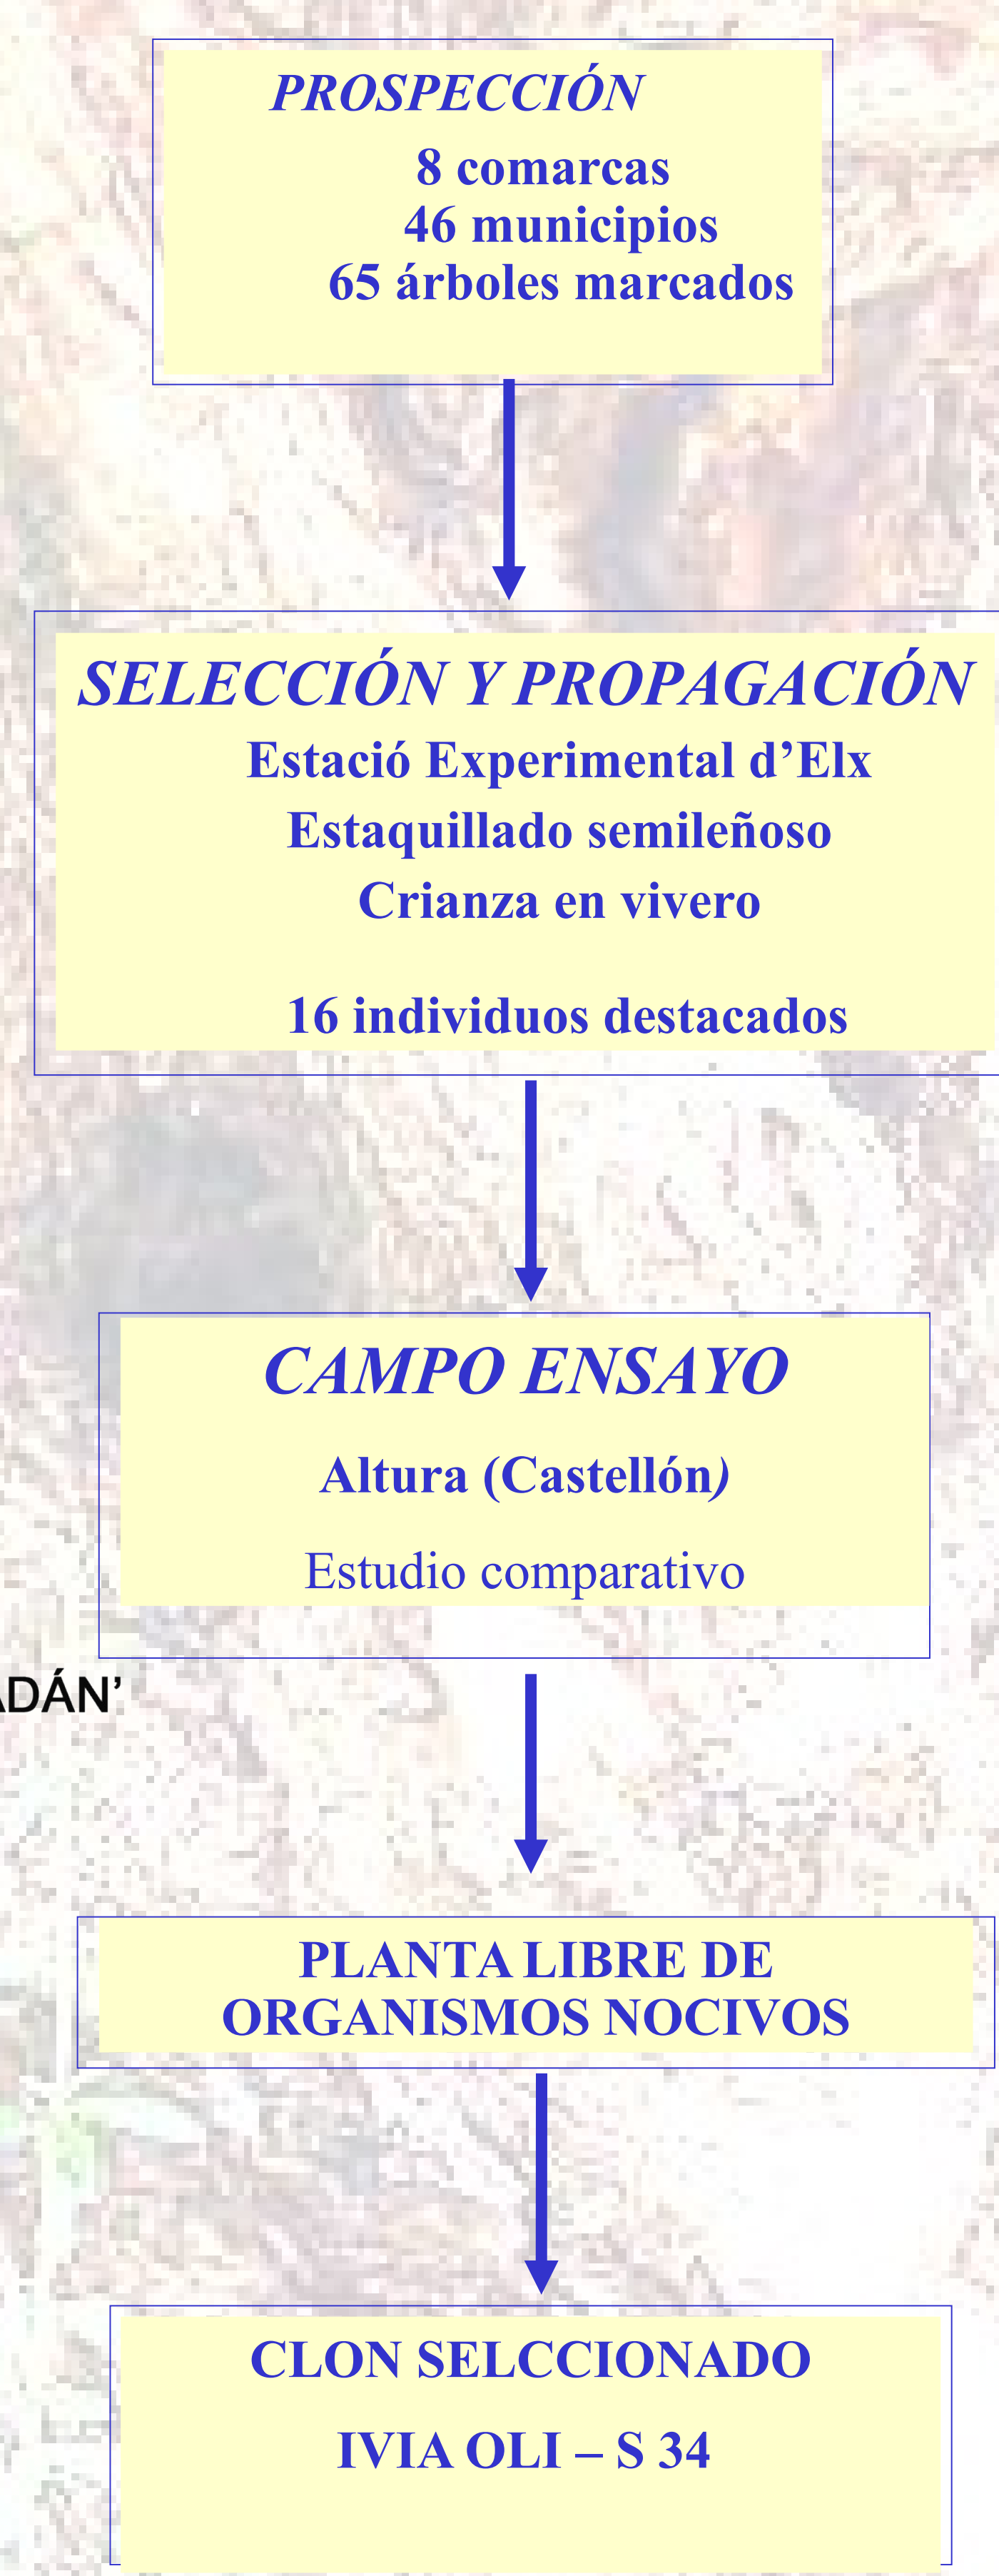 PROSPECCIÓN
8 comarcas
46 municipios
65 árboles marcados
SELECCIÓN Y PROPAGACIÓN
Estació Experimental d’Elx
Estaquillado semileñoso
Crianza en vivero
16 individuos destacados
CAMPO ENSAYO
Altura (Castellón)
Estudio comparativo
ADÁN’
PLANTA LIBRE DE
ORGANISMOS NOCIVOS
CLON SELCCIONADO
IVIA OLI – S 34